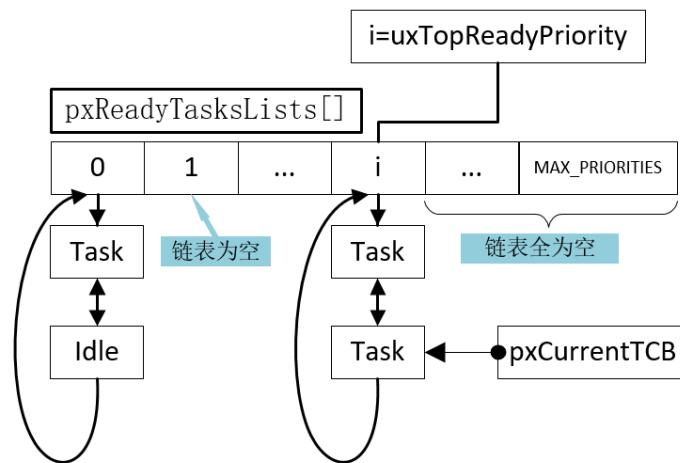 i=uxTopReadyPriority
pxReadyTasksLists[]
0 1 ... i ... MAX_PRIORITIES
链表为空 链表全为空
Task Task
Idle Task pxCurrentTCB